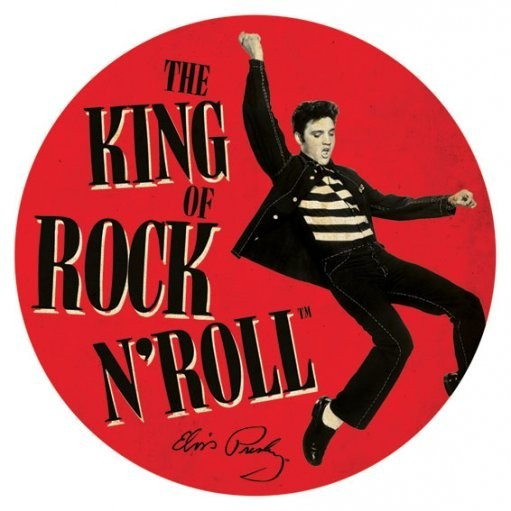 THE
KING
OF
ROCK
N'ROLL™
Elvis Presley